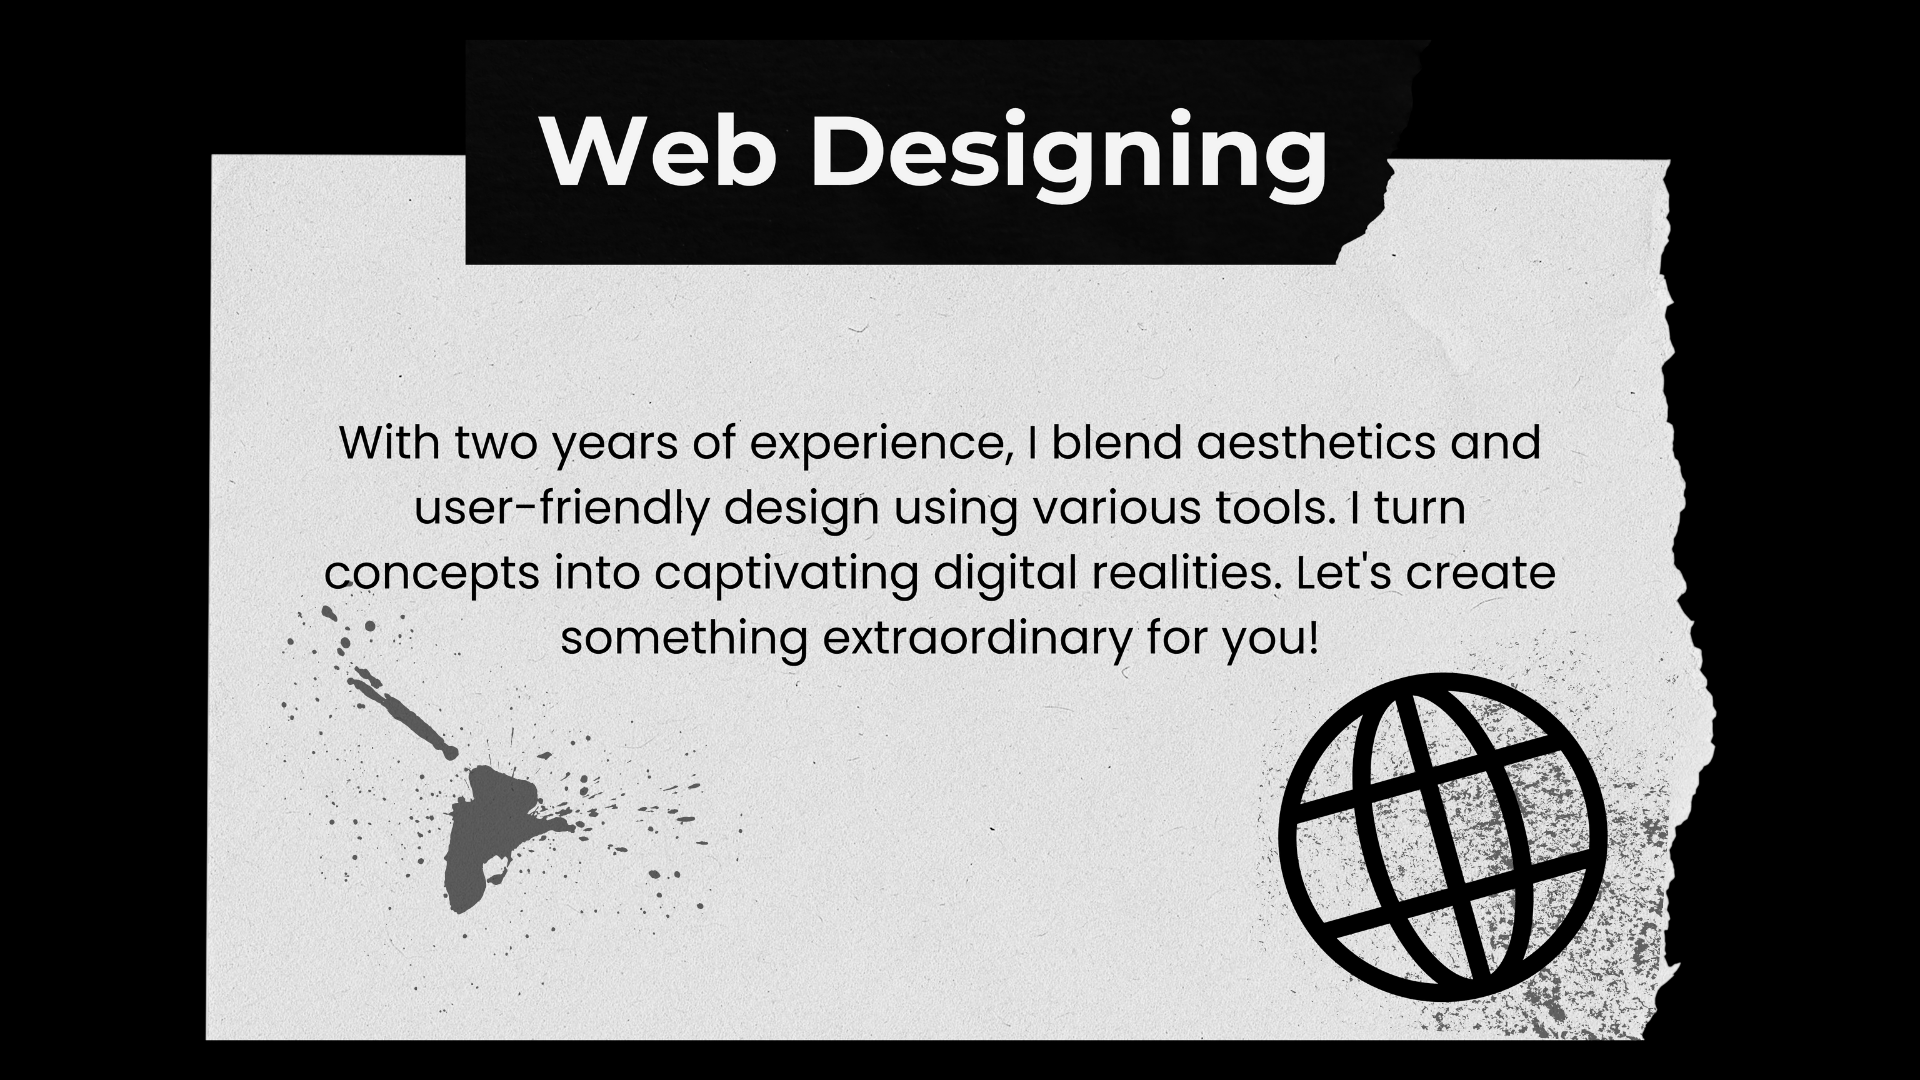 Web Designing
With two years of experience, I blend aesthetics and
user-friendly design using various tools. I turn
concepts into captivating digital realities. Let's create
something extraordinary for you!